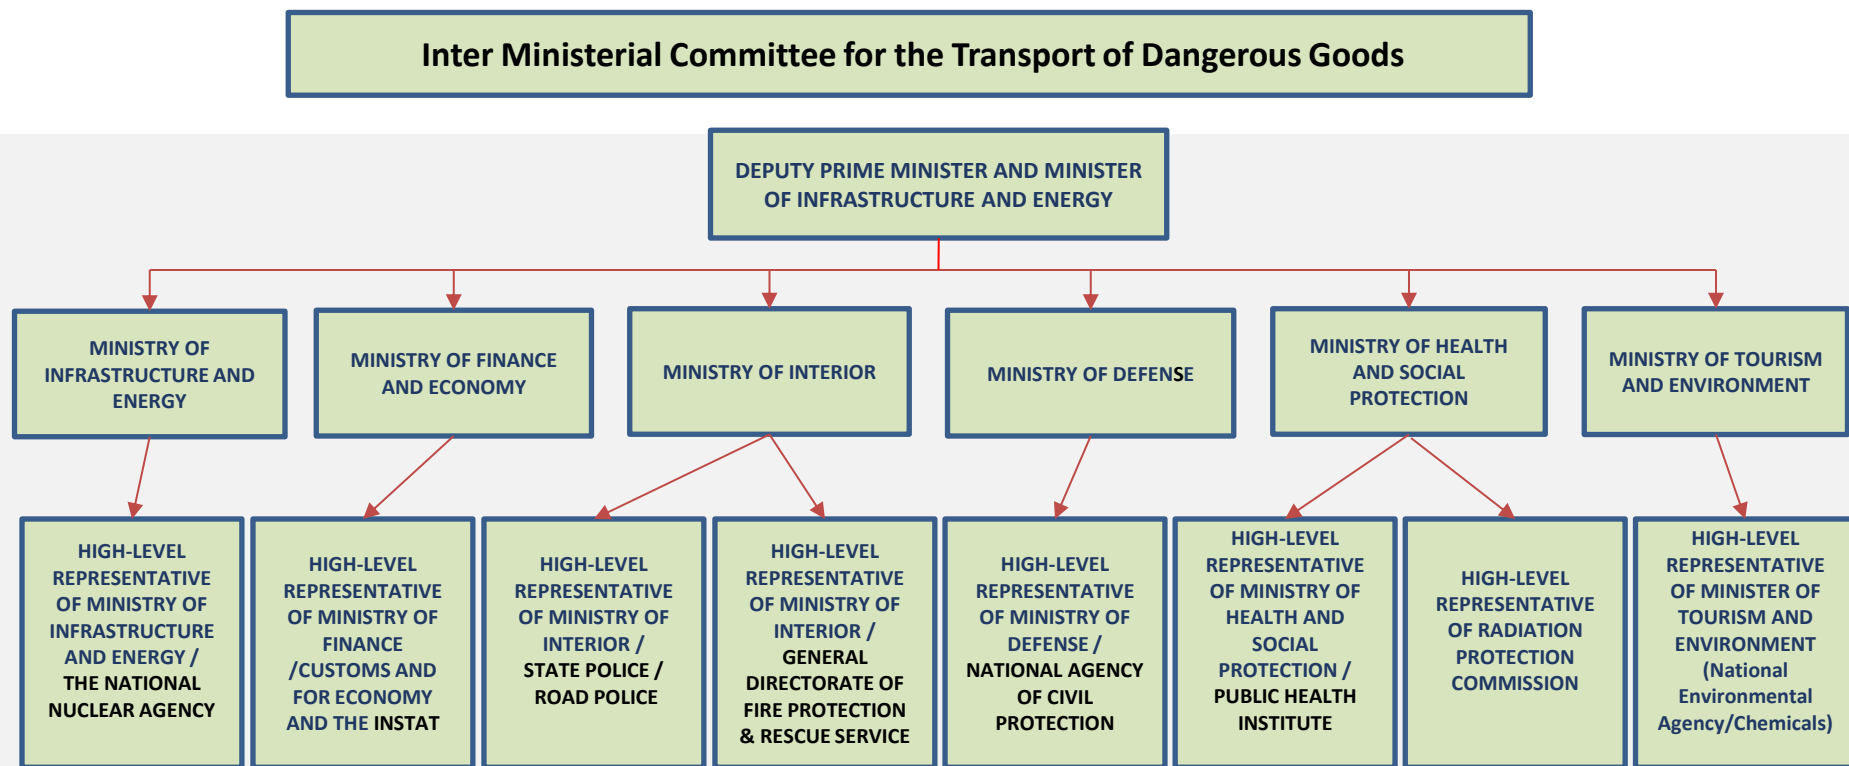 Inter Ministerial Committee for the Transport of Dangerous Goods
DEPUTY PRIME MINISTER AND MINISTER
OF INFRASTRUCTURE AND ENERGY
MINISTRY OF
INFRASTRUCTURE AND
ENERGY
MINISTRY OF FINANCE
AND ECONOMY
MINISTRY OF INTERIOR
MINISTRY OF DEFENSE
MINISTRY OF HEALTH
AND SOCIAL
PROTECTION
MINISTRY OF TOURISM
AND ENVIRONMENT
HIGH-LEVEL
REPRESENTATIVE
OF MINISTRY OF
INFRASTRUCTURE
AND ENERGY /
THE NATIONAL
NUCLEAR AGENCY
HIGH-LEVEL
REPRESENTATIVE
OF MINISTRY OF
FINANCE
/CUSTOMS AND
FOR ECONOMY
AND THE INSTAT
HIGH-LEVEL
REPRESENTATIVE
OF MINISTRY OF
INTERIOR /
STATE POLICE /
ROAD POLICE
HIGH-LEVEL
REPRESENTATIVE
OF MINISTRY OF
INTERIOR /
GENERAL
DIRECTORATE OF
FIRE PROTECTION
& RESCUE SERVICE
HIGH-LEVEL
REPRESENTATIVE
OF MINISTRY OF
DEFENSE /
NATIONAL AGENCY
OF CIVIL
PROTECTION
HIGH-LEVEL
REPRESENTATIVE
OF MINISTRY OF
HEALTH AND
SOCIAL
PROTECTION /
PUBLIC HEALTH
INSTITUTE
HIGH-LEVEL
REPRESENTATIVE
OF RADIATION
PROTECTION
COMMISSION
HIGH-LEVEL
REPRESENTATIVE
OF MINISTER OF
TOURISM AND
ENVIRONMENT
(National
Environmental
Agency/Chemicals)